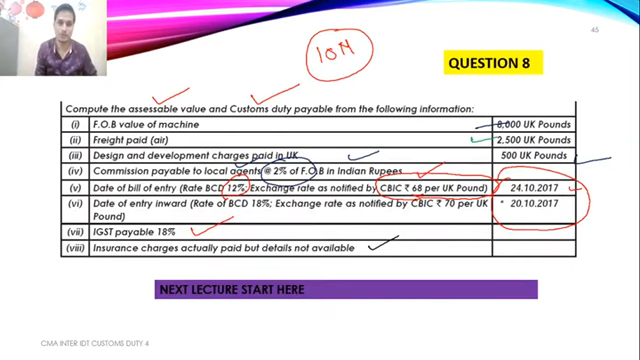 45
10M
QUESTION 8
Compute the assessable value and Customs duty payable from the following information:
(i) F.O.B value of machine 8,000 UK Pounds
(ii) Freight paid (air) 2,500 UK Pounds
(iii) Design and development charges paid in UK 500 UK Pounds
(iv) Commission payable to local agents @ 2% of F.O.B in Indian Rupees
(v) Date of bill of entry (Rate BCD 12%; Exchange rate as notified by CBIC ₹ 68 per UK Pound) 24.10.2017
(vi) Date of entry inward (Rate of BCD 18%; Exchange rate as notified by CBIC ₹ 70 per UK 20.10.2017
Pound)
(vii) IGST payable 18%
(viii) Insurance charges actually paid but details not available
NEXT LECTURE START HERE
CMA INTER IDT CUSTOMS DUTY 4